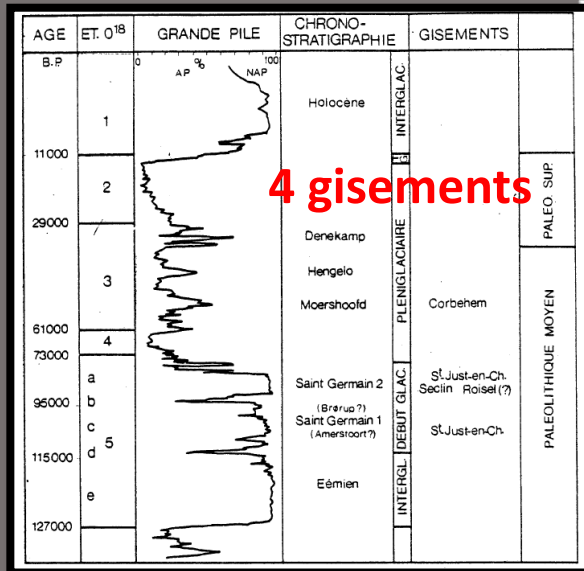 AGE ET. O18 GRANDE PILE CHRONO-STRATIGRAPHIE GISEMENTS
B.P. 0 % 100
AP NAP
Holocène
1
INTERGLAC.
11000
G
2
4 gisements
PALEO. SUP.
29000
Denekamp
PLENIGLACIAIRE
Hengelo
3
Moershoofd Corbehem
61000
4
73000
PALEOLITHIQUE MOYEN
a
Saint Germain 2 St.Just-en-Ch.
Seclin Roisel(?)
95000 b
(Brørup?)
c Saint Germain 1 St.Just-en-Ch.
(Amerstoort?)
DEBUT GLAC.
d 5
115000
Eémien
e
INTERGL.
127000